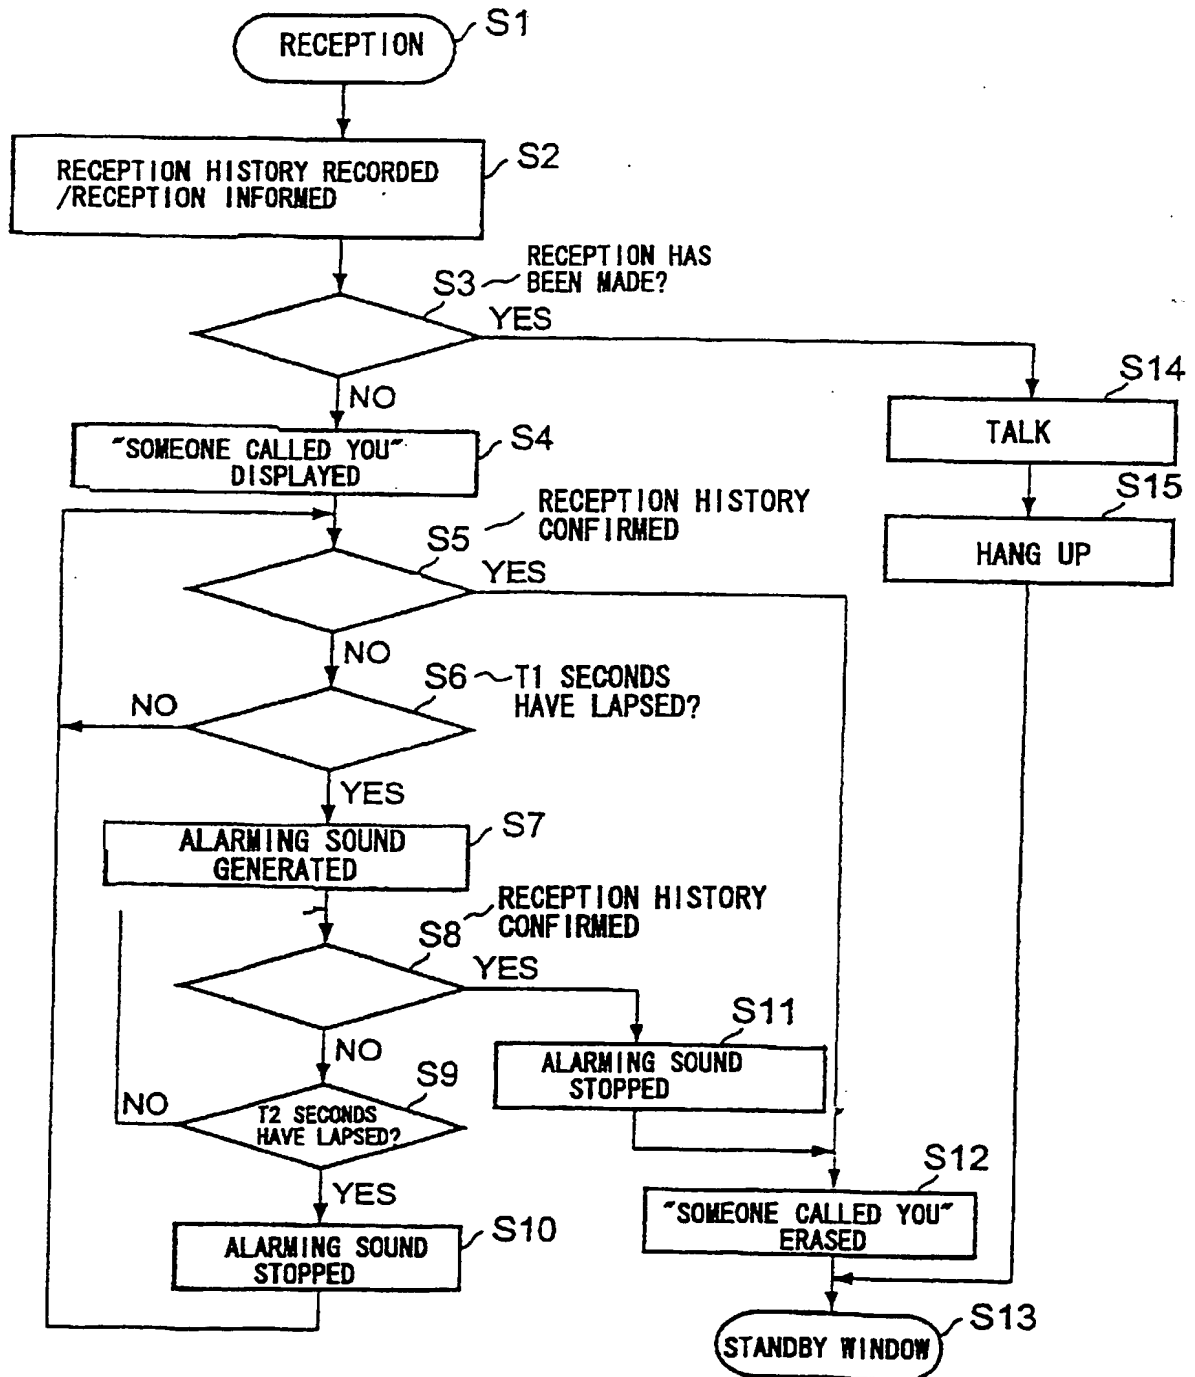 RECEPTION
S1
RECEPTION HISTORY RECORDED
/RECEPTION INFORMED
S2
S3
RECEPTION HAS
BEEN MADE?
YES
NO
"SOMEONE CALLED YOU"
DISPLAYED
S4
S14
TALK
S15
HANG UP
RECEPTION HISTORY
CONFIRMED
S5
YES
NO
S6
T1 SECONDS
HAVE LAPSED?
NO
YES
ALARMING SOUND
GENERATED
S7
RECEPTION HISTORY
CONFIRMED
S8
YES
NO
S11
ALARMING SOUND
STOPPED
S9
T2 SECONDS
HAVE LAPSED?
NO
YES
ALARMING SOUND
STOPPED
S10
S12
"SOMEONE CALLED YOU"
ERASED
S13
STANDBY WINDOW